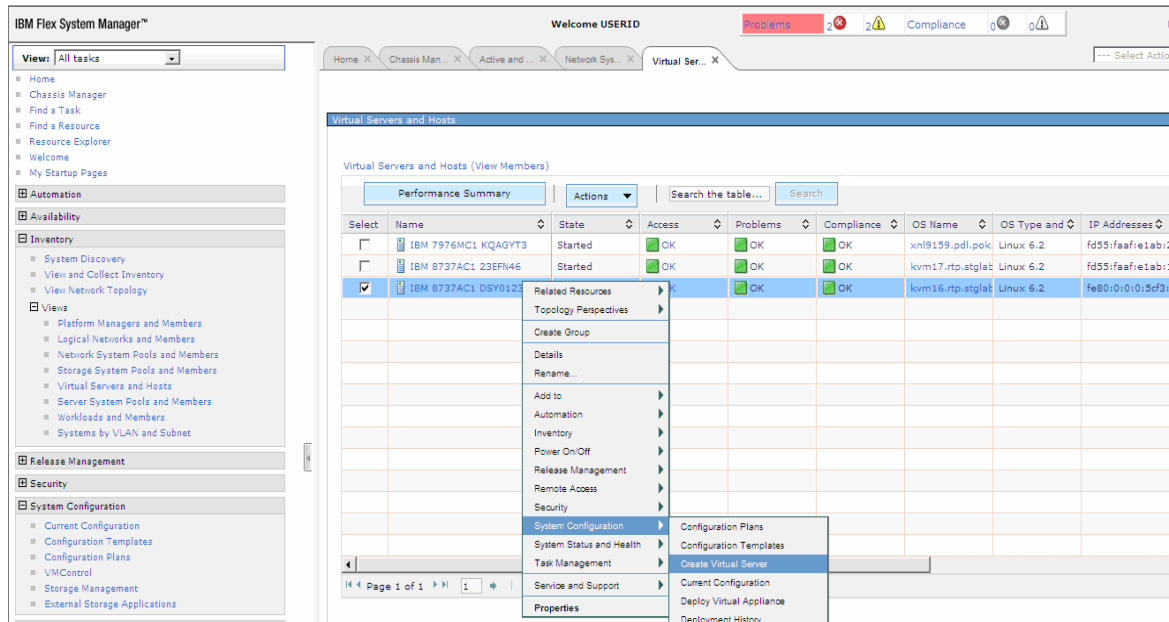 IBM Flex System Manager™
Welcome USERID
Problems 2 2 Compliance 0 0
View: All tasks
Home
Chassis Manager
Find a Task
Find a Resource
Resource Explorer
Welcome
My Startup Pages
Automation
Availability
Inventory
System Discovery
View and Collect Inventory
View Network Topology
Views
Platform Managers and Members
Logical Networks and Members
Network System Pools and Members
Storage System Pools and Members
Virtual Servers and Hosts
Server System Pools and Members
Workloads and Members
Systems by VLAN and Subnet
Release Management
Security
System Configuration
Current Configuration
Configuration Templates
Configuration Plans
VMControl
Storage Management
External Storage Applications
Home X Chassis Man... X Active and ... X Network Sys... X Virtual Ser... X
--- Select Actio
Virtual Servers and Hosts
Virtual Servers and Hosts (View Members)
Performance Summary Actions Search the table... Search
Select Name State Access Problems Compliance OS Name OS Type and IP Addresses
IBM 7976MC1 KQAGYT3 Started OK OK OK xnl9159.pdl.pok Linux 6.2 fd55:faaf:e1ab:2
IBM 8737AC1 23EFN46 Started OK OK OK kvm17.rtp.stglab Linux 6.2 fd55:faaf:e1ab:
IBM 8737AC1 DSY0123 K OK OK kvm16.rtp.stglab Linux 6.2 fe80:0:0:0:5cf3:
Related Resources
Topology Perspectives
Create Group
Details
Rename...
Add to
Automation
Inventory
Power On/Off
Release Management
Remote Access
Security
System Configuration
System Status and Health
Task Management
Service and Support
Properties
Configuration Plans
Configuration Templates
Create Virtual Server
Current Configuration
Deploy Virtual Appliance
Deployment History
Page 1 of 1 1